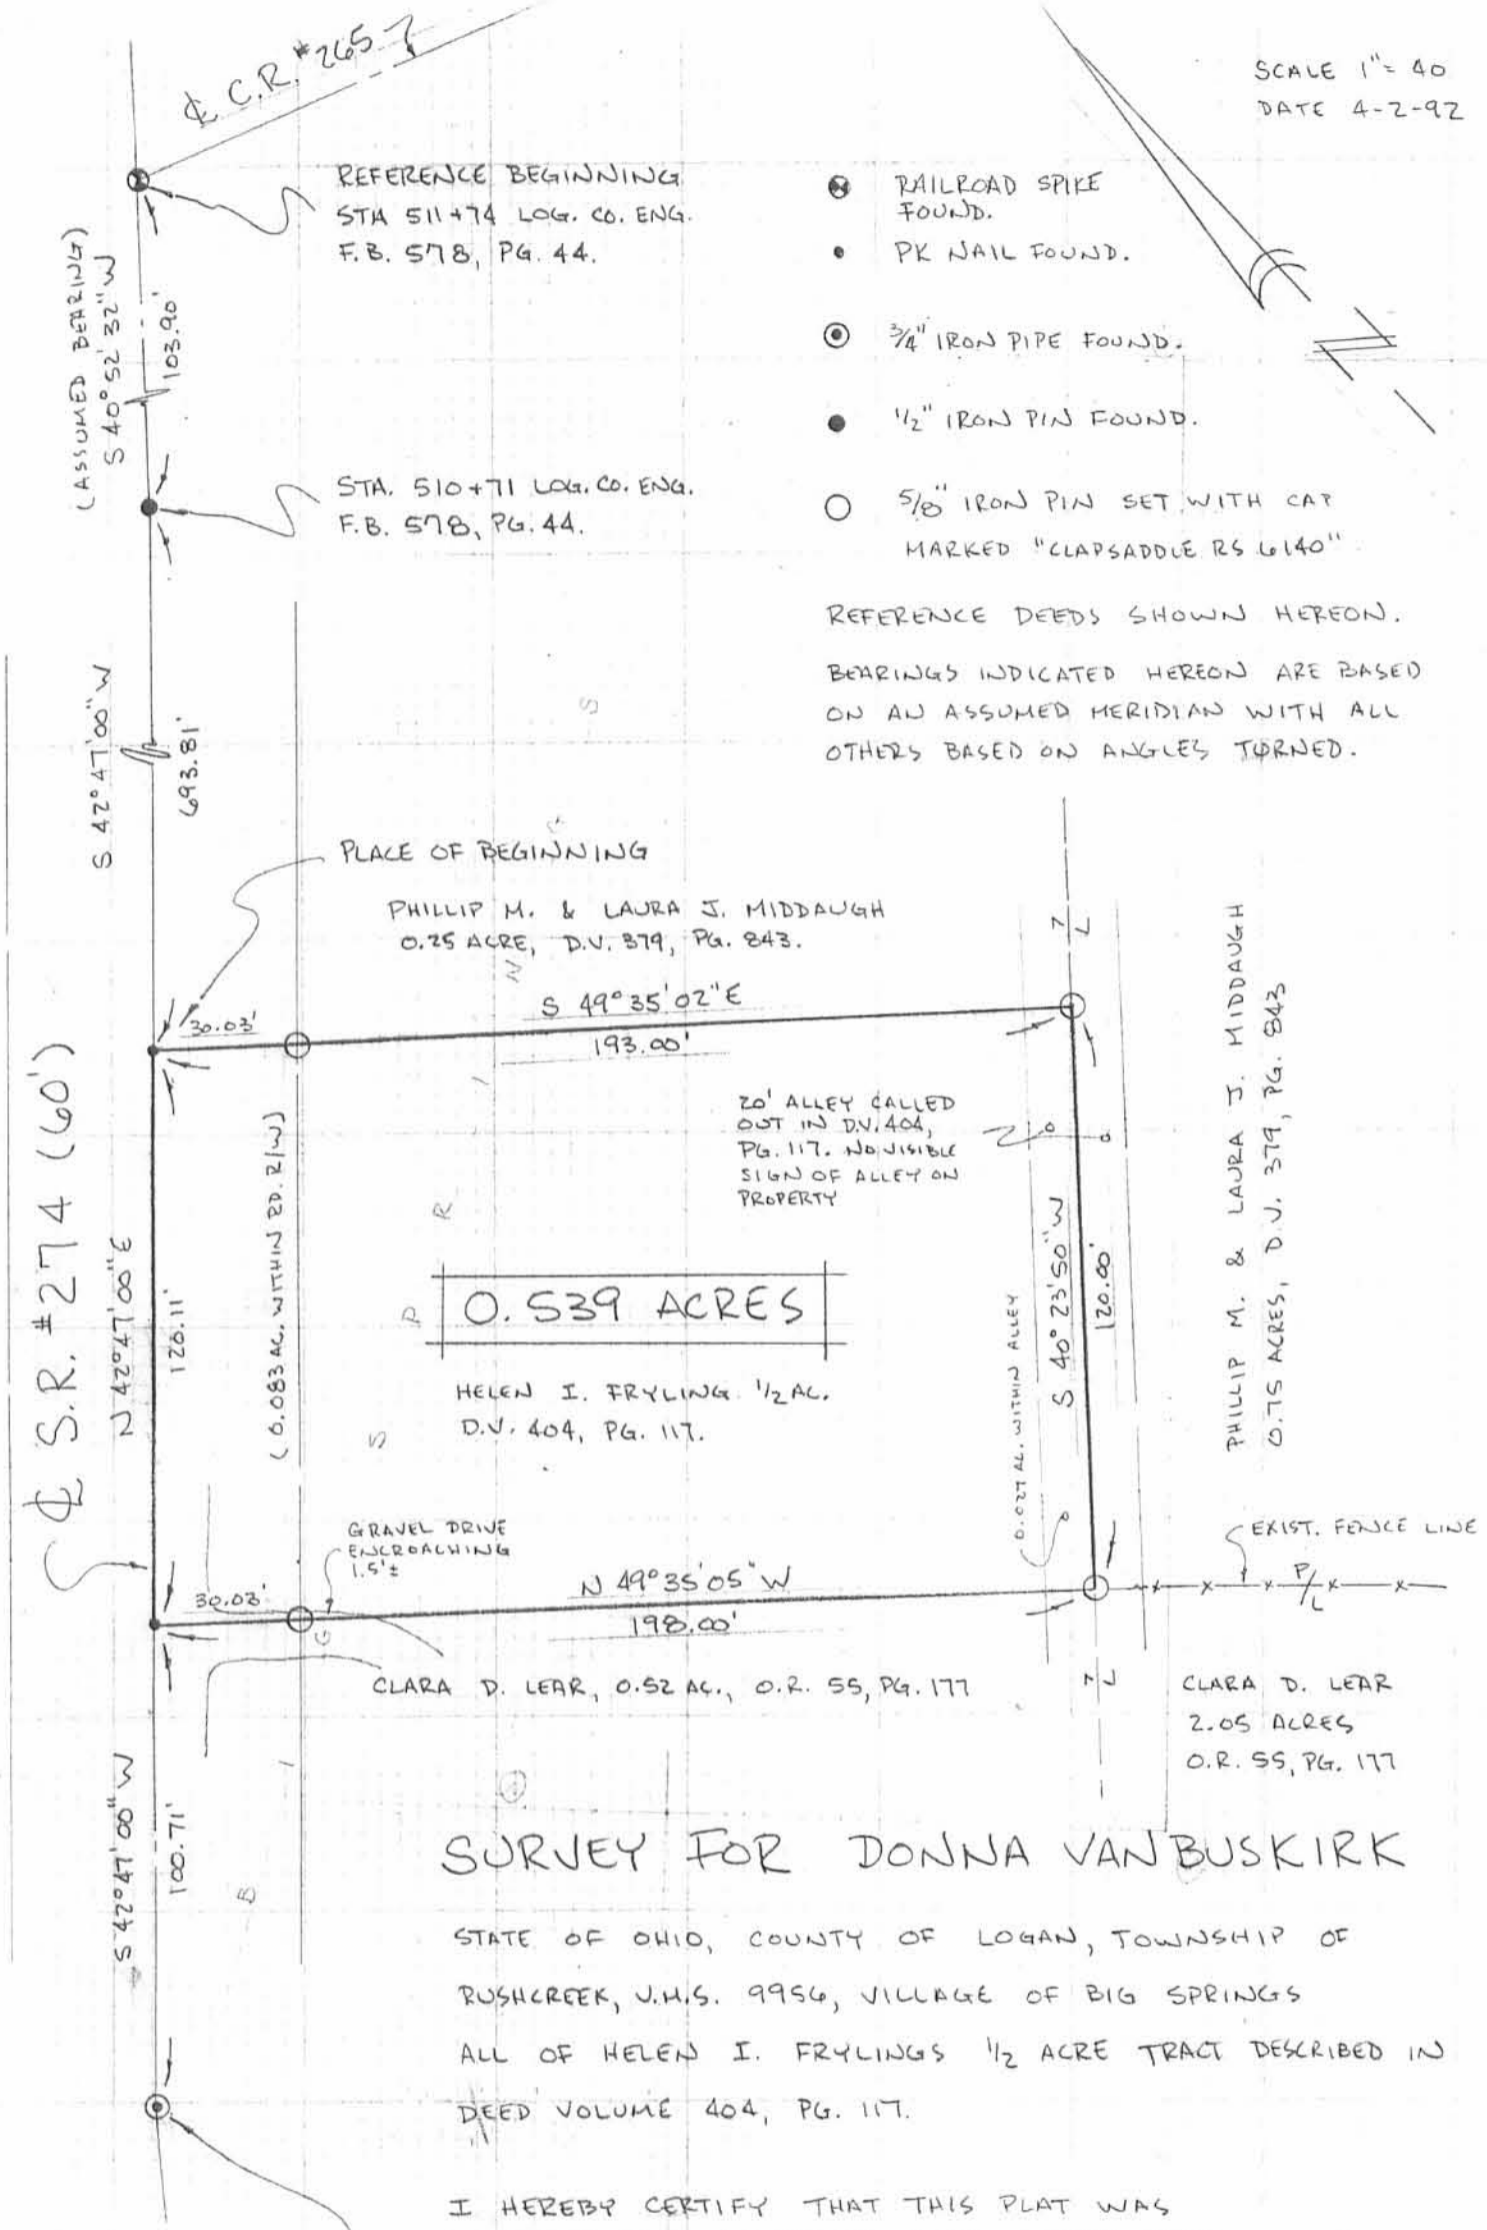 ℄ C.R. #265
SCALE 1"= 40
DATE 4-2-92
REFERENCE BEGINNING
STA 511+74 LOG. CO. ENG.
F.B. 578, PG. 44.
RAILROAD SPIKE
FOUND.
PK NAIL FOUND.
3/4" IRON PIPE FOUND.
1/2" IRON PIN FOUND.
5/8" IRON PIN SET WITH CAP
MARKED "CLAPSADDLE RS 6140"
(ASSUMED BEARING)
S 40° 52' 32" W
103.90'
STA. 510+71 LOG. CO. ENG.
F.B. 578, PG. 44.
REFERENCE DEEDS SHOWN HEREON.
BEARINGS INDICATED HEREON ARE BASED
ON AN ASSUMED MERIDIAN WITH ALL
OTHERS BASED ON ANGLES TURNED.
S 42° 47' 00" W
693.81'
PLACE OF BEGINNING
PHILLIP M. & LAURA J. MIDDAUGH
0.25 ACRE, D.V. 379, PG. 843.
30.03'
S 49° 35' 02" E
193.00'
20' ALLEY CALLED
OUT IN D.V. 404,
PG. 117. NO VISIBLE
SIGN OF ALLEY ON
PROPERTY
PHILLIP M. & LAURA J. MIDDAUGH
0.75 ACRES, D.V. 379, PG. 843
℄ S.R. #274 (60')
N 42° 47' 00" E
120.11'
(0.083 AC. WITHIN RD. R/W)
0.539 ACRES
HELEN I. FRYLING 1/2 AC.
D.V. 404, PG. 117.
0.027 AC. WITHIN ALLEY
S 40° 23' 50" W
120.00'
GRAVEL DRIVE
ENCROACHING
1.5'±
30.03'
N 49° 35' 05" W
198.00'
EXIST. FENCE LINE
P/L
B I G S P R I N G S
CLARA D. LEAR, 0.52 AC., O.R. 55, PG. 177
CLARA D. LEAR
2.05 ACRES
O.R. 55, PG. 177
S 42° 47' 00" W
100.71'
SURVEY FOR DONNA VANBUSKIRK
STATE OF OHIO, COUNTY OF LOGAN, TOWNSHIP OF
RUSHCREEK, V.M.S. 9956, VILLAGE OF BIG SPRINGS
ALL OF HELEN I. FRYLINGS 1/2 ACRE TRACT DESCRIBED IN
DEED VOLUME 404, PG. 117.
I HEREBY CERTIFY THAT THIS PLAT WAS